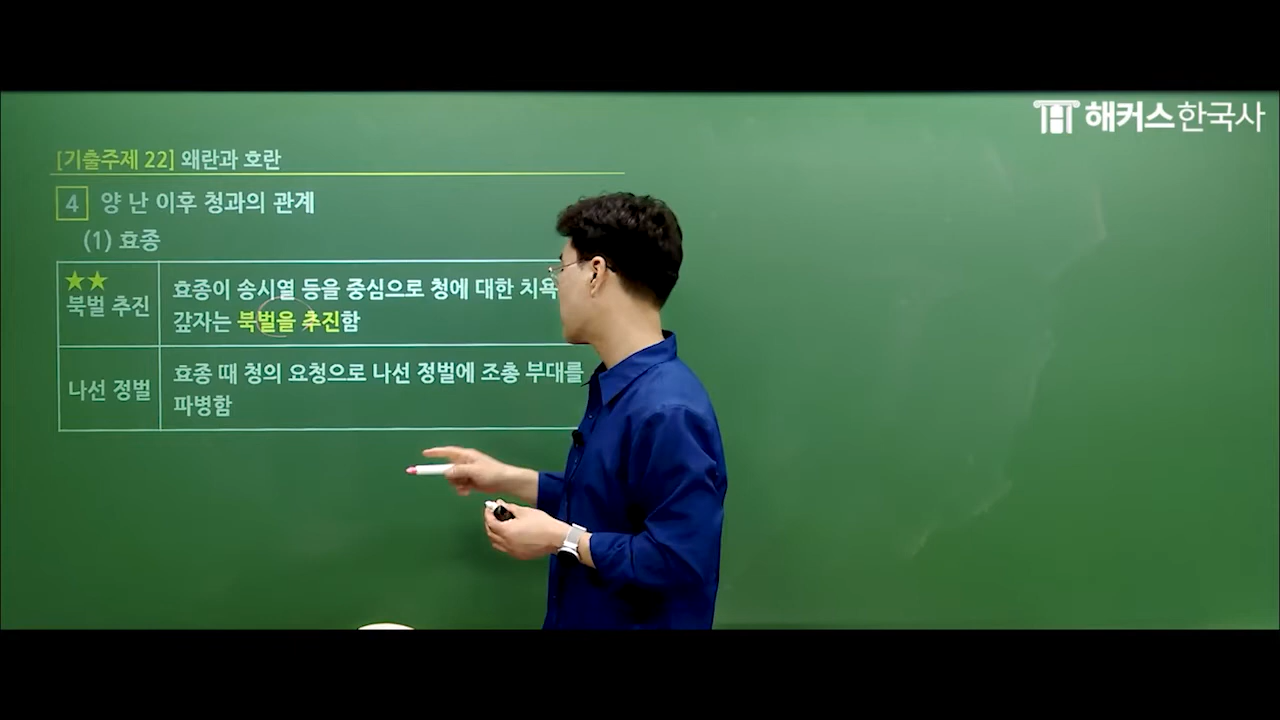 해커스한국사
[기출주제 22] 왜란과 호란
4 양 난 이후 청과의 관계
(1) 효종
★★
북벌 추진
효종이 송시열 등을 중심으로 청에 대한 치욕
갚자는 북벌을 추진함
나선 정벌
효종 때 청의 요청으로 나선 정벌에 조총 부대를
파병함